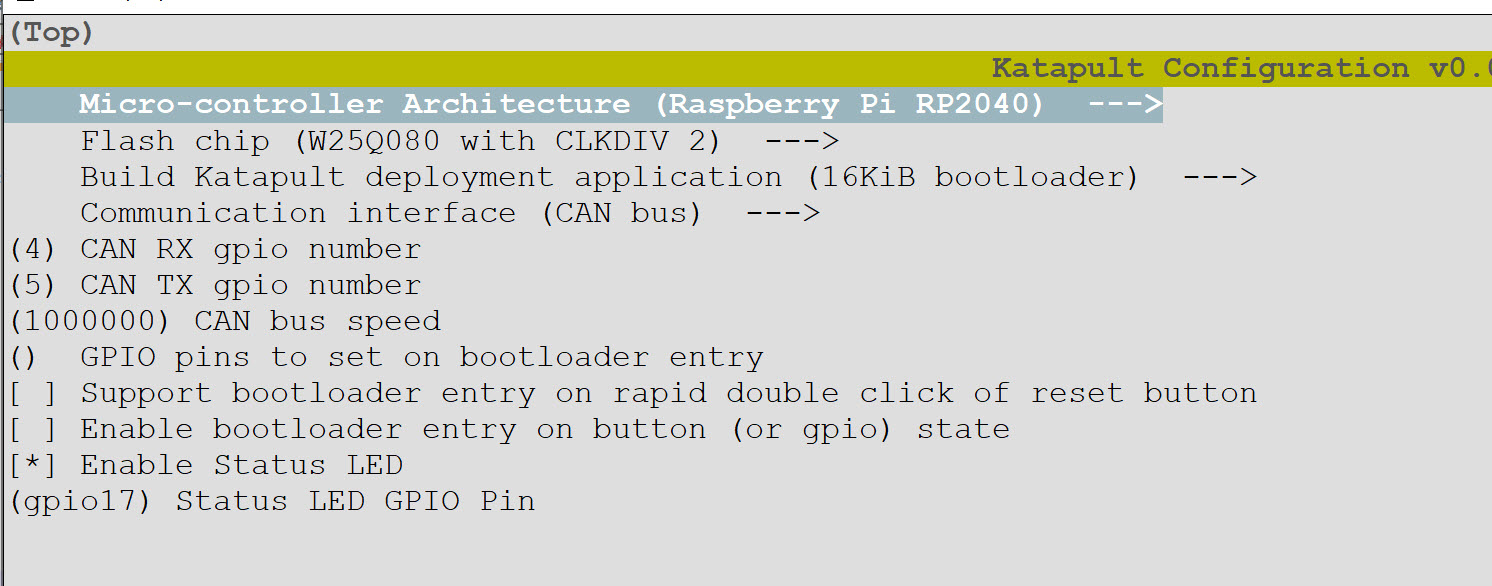 (Top)
Katapult Configuration v0.
Micro-controller Architecture (Raspberry Pi RP2040) --->
Flash chip (W25Q080 with CLKDIV 2) --->
Build Katapult deployment application (16KiB bootloader) --->
Communication interface (CAN bus) --->
(4) CAN RX gpio number
(5) CAN TX gpio number
(1000000) CAN bus speed
() GPIO pins to set on bootloader entry
[ ] Support bootloader entry on rapid double click of reset button
[ ] Enable bootloader entry on button (or gpio) state
[*] Enable Status LED
(gpio17) Status LED GPIO Pin